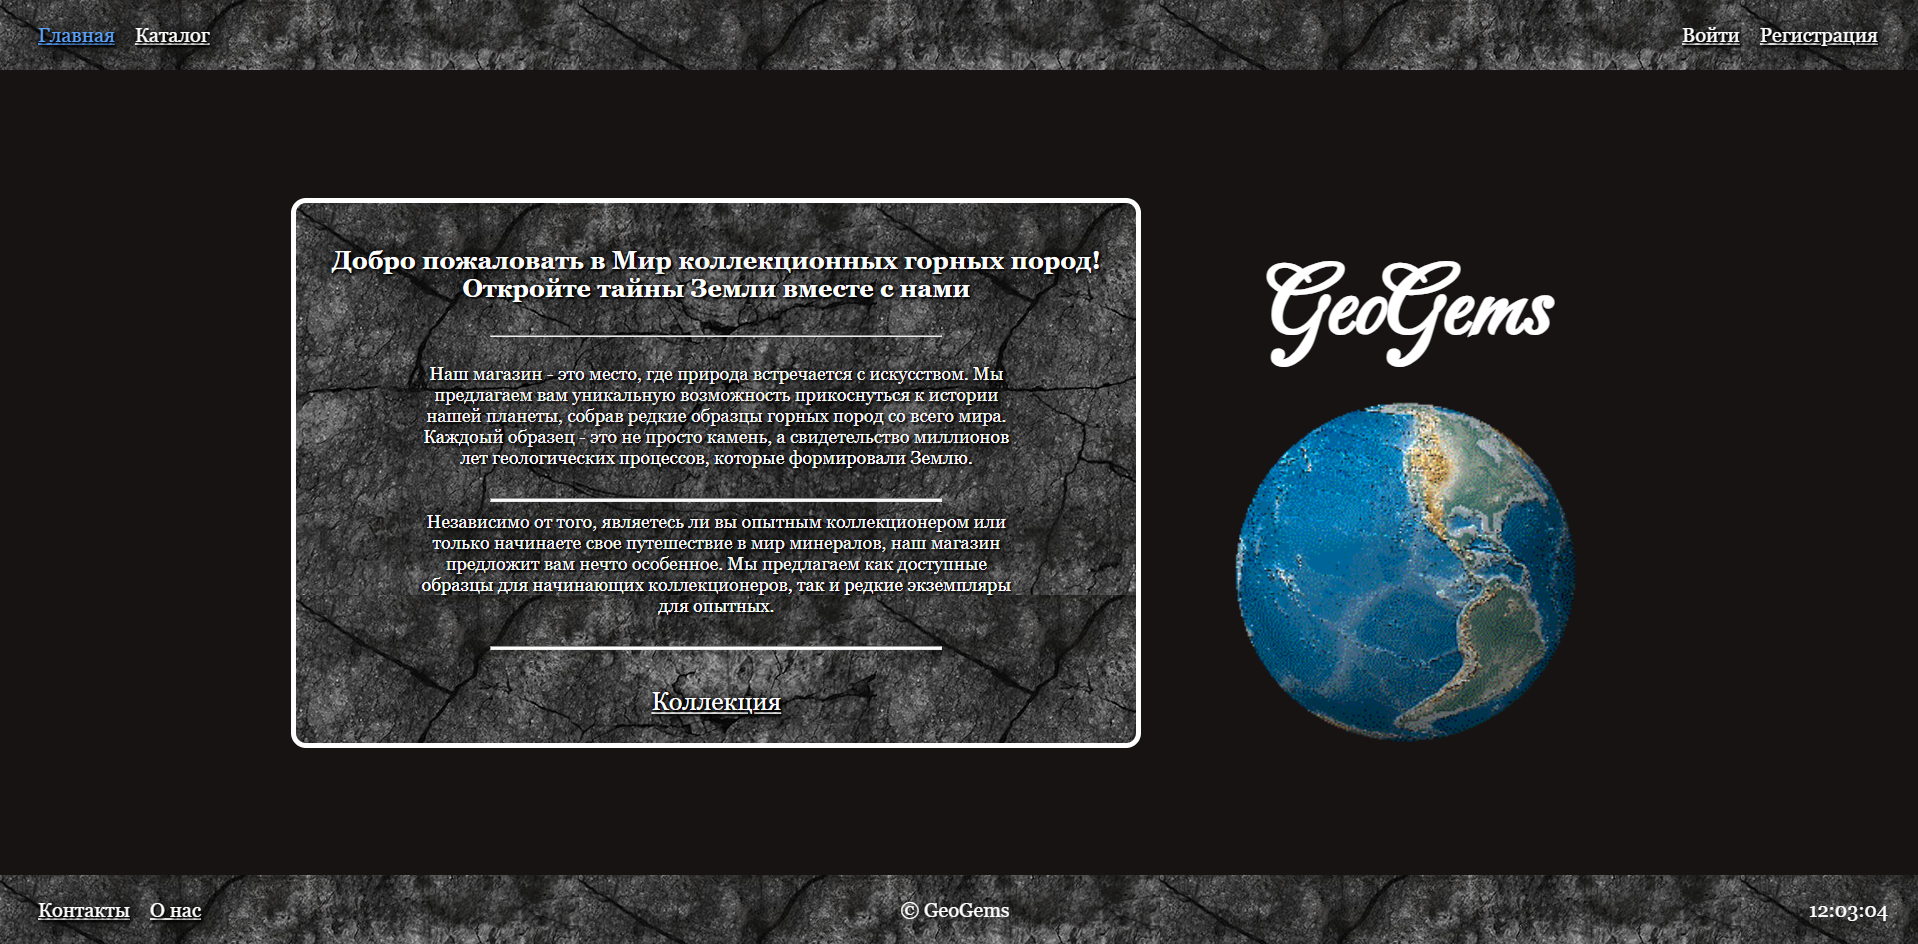 Главная Каталог Войти Регистрация
Добро пожаловать в Мир коллекционных горных пород!
Откройте тайны Земли вместе с нами
Наш магазин - это место, где природа встречается с искусством. Мы
предлагаем вам уникальную возможность прикоснуться к истории
нашей планеты, собрав редкие образцы горных пород со всего мира.
Каждоый образец - это не просто камень, а свидетельство миллионов
лет геологических процессов, которые формировали Землю.
Независимо от того, являетесь ли вы опытным коллекционером или
только начинаете свое путешествие в мир минералов, наш магазин
предложит вам нечто особенное. Мы предлагаем как доступные
образцы для начинающих коллекционеров, так и редкие экземпляры
для опытных.
Коллекция
GeoGems
Контакты О нас © GeoGems 12:03:04